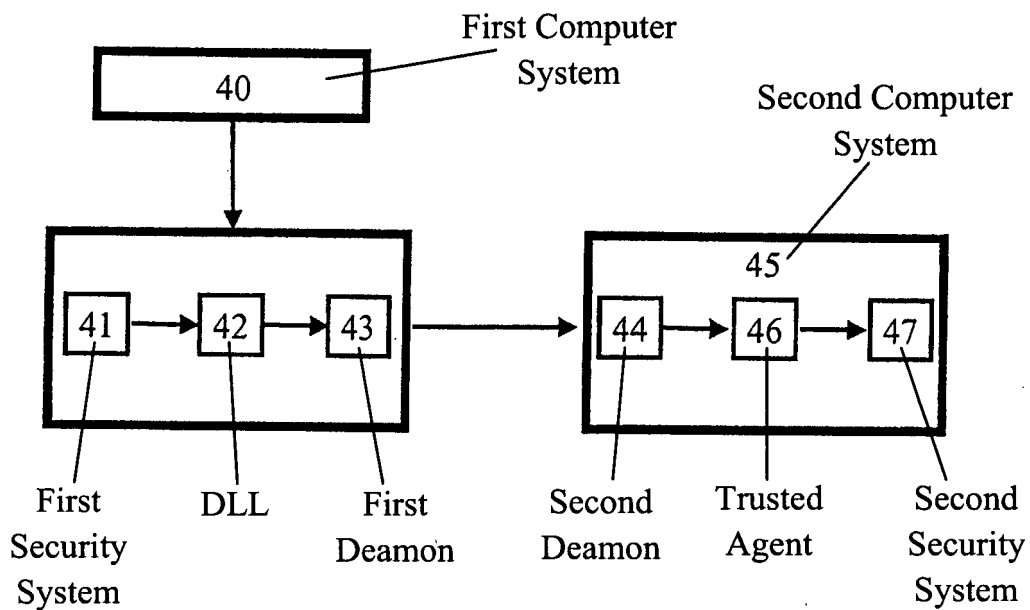 First Computer
System
40
Second Computer
System
45
41
42
43
44
46
47
First
Security
System
DLL
First
Deamon
Second
Deamon
Trusted
Agent
Second
Security
System